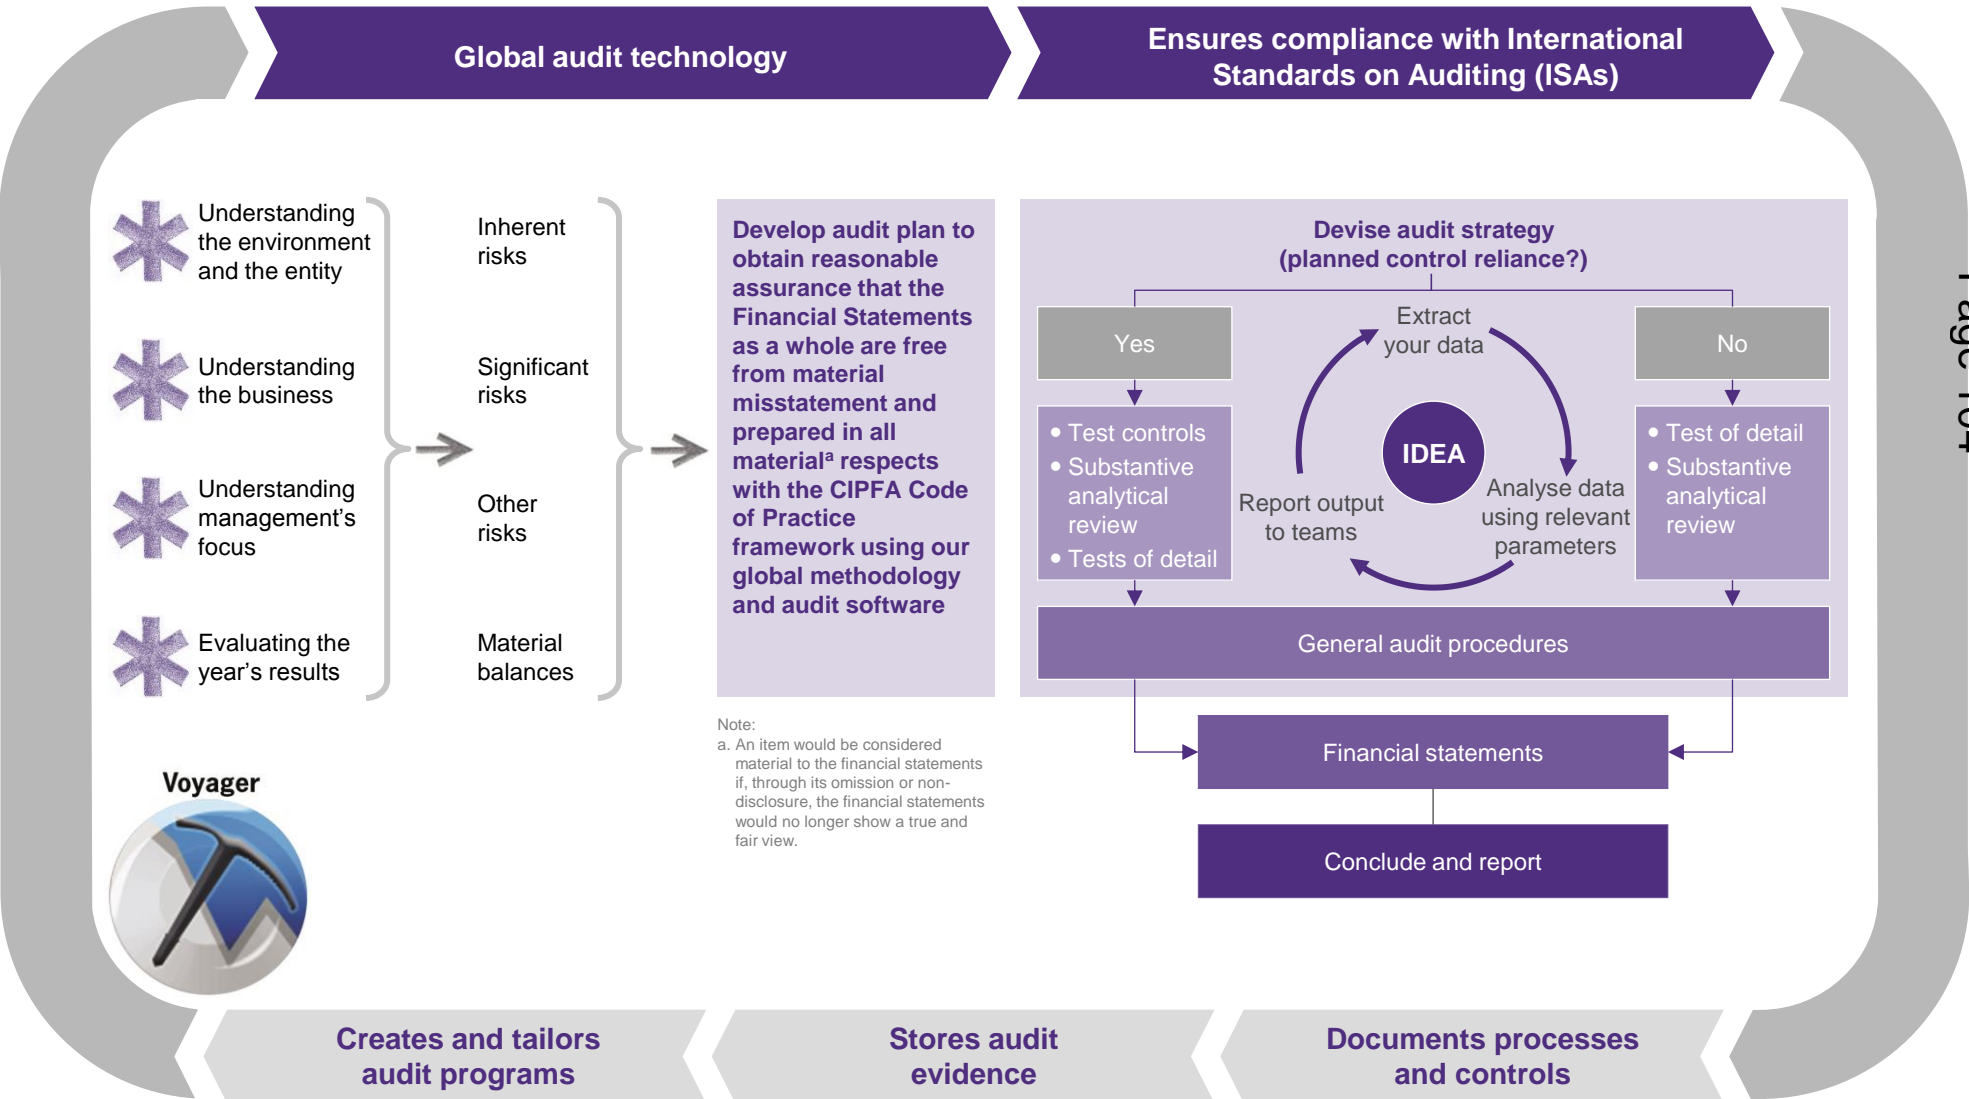 Global audit technology
Ensures compliance with International
Standards on Auditing (ISAs)
Understanding
the environment
and the entity
Understanding
the business
Understanding
management's
focus
Evaluating the
year's results
Inherent
risks
Significant
risks
Other
risks
Material
balances
Develop audit plan to
obtain reasonable
assurance that the
Financial Statements
as a whole are free
from material
misstatement and
prepared in all
materialᵃ respects
with the CIPFA Code
of Practice
framework using our
global methodology
and audit software
Note:
a. An item would be considered
material to the financial statements
if, through its omission or non-
disclosure, the financial statements
would no longer show a true and
fair view.
Devise audit strategy
(planned control reliance?)
Yes
• Test controls
• Substantive
analytical
review
• Tests of detail
Extract
your data
IDEA
Analyse data
using relevant
parameters
Report output
to teams
No
• Test of detail
• Substantive
analytical
review
General audit procedures
Financial statements
Conclude and report
Voyager
Creates and tailors
audit programs
Stores audit
evidence
Documents processes
and controls